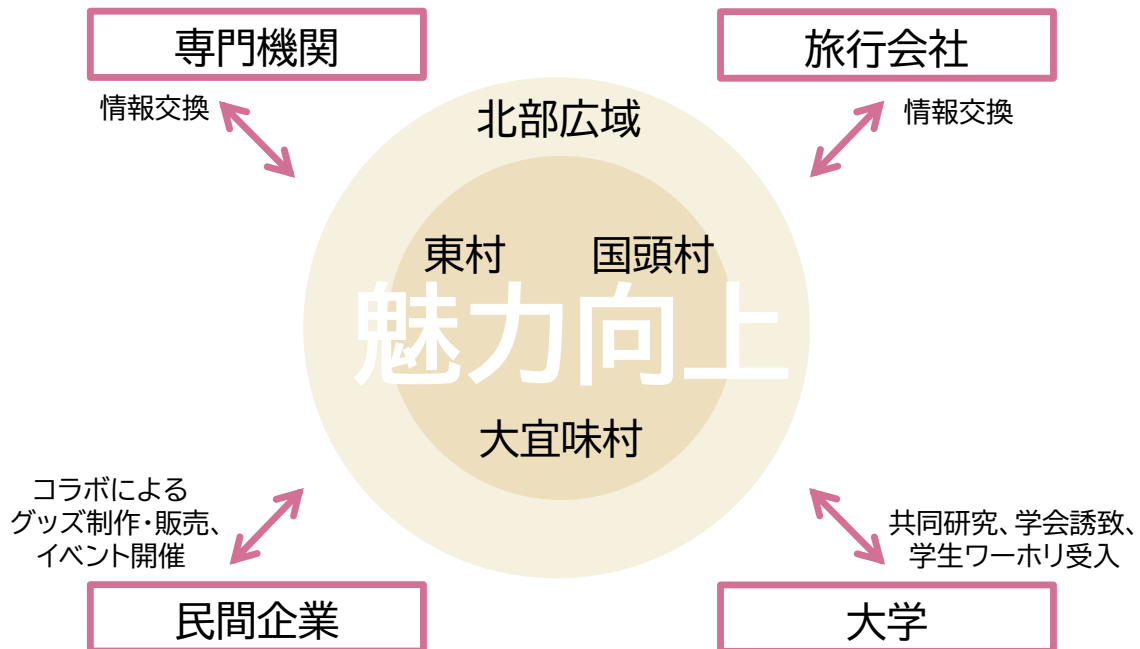 専門機関
旅行会社
情報交換
情報交換
北部広域
東村
国頭村
魅力向上
大宜味村
コラボによる
グッズ制作・販売、
イベント開催
共同研究、学会誘致、
学生ワーホリ受入
民間企業
大学